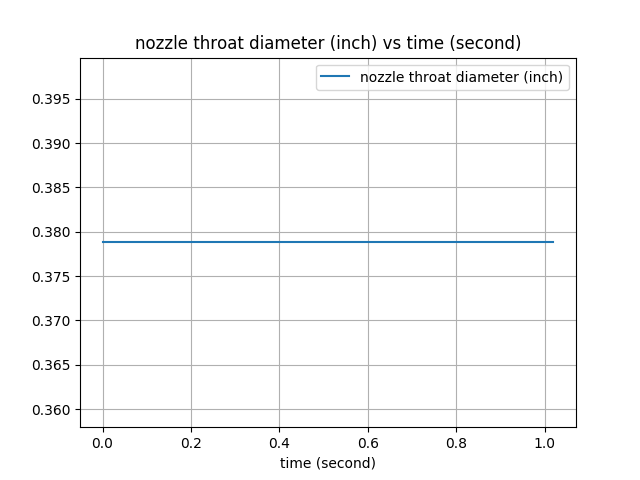 nozzle throat diameter (inch) vs time (second)
nozzle throat diameter (inch)
0.395
0.390
0.385
0.380
0.375
0.370
0.365
0.360
0.0 0.2 0.4 0.6 0.8 1.0
time (second)